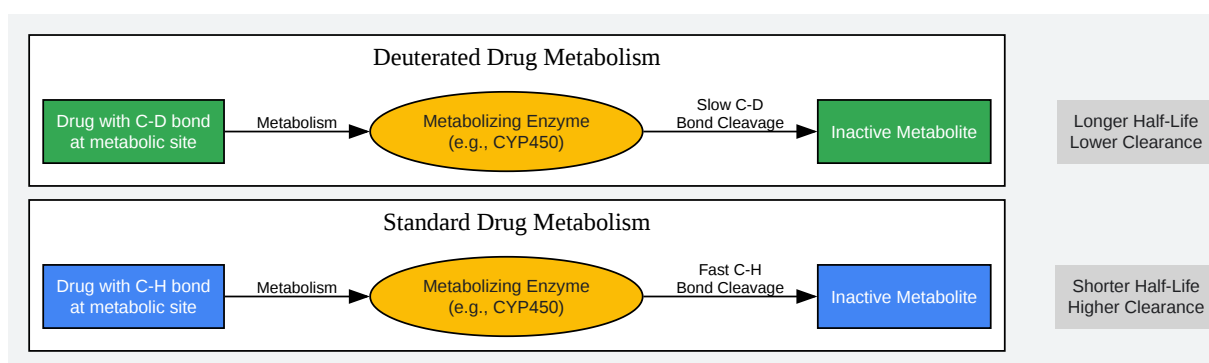 Deuterated Drug Metabolism
Drug with C-D bond
at metabolic site
Metabolism
Metabolizing Enzyme
(e.g., CYP450)
Slow C-D
Bond Cleavage
Inactive Metabolite
Longer Half-Life
Lower Clearance
Standard Drug Metabolism
Drug with C-H bond
at metabolic site
Metabolism
Metabolizing Enzyme
(e.g., CYP450)
Fast C-H
Bond Cleavage
Inactive Metabolite
Shorter Half-Life
Higher Clearance